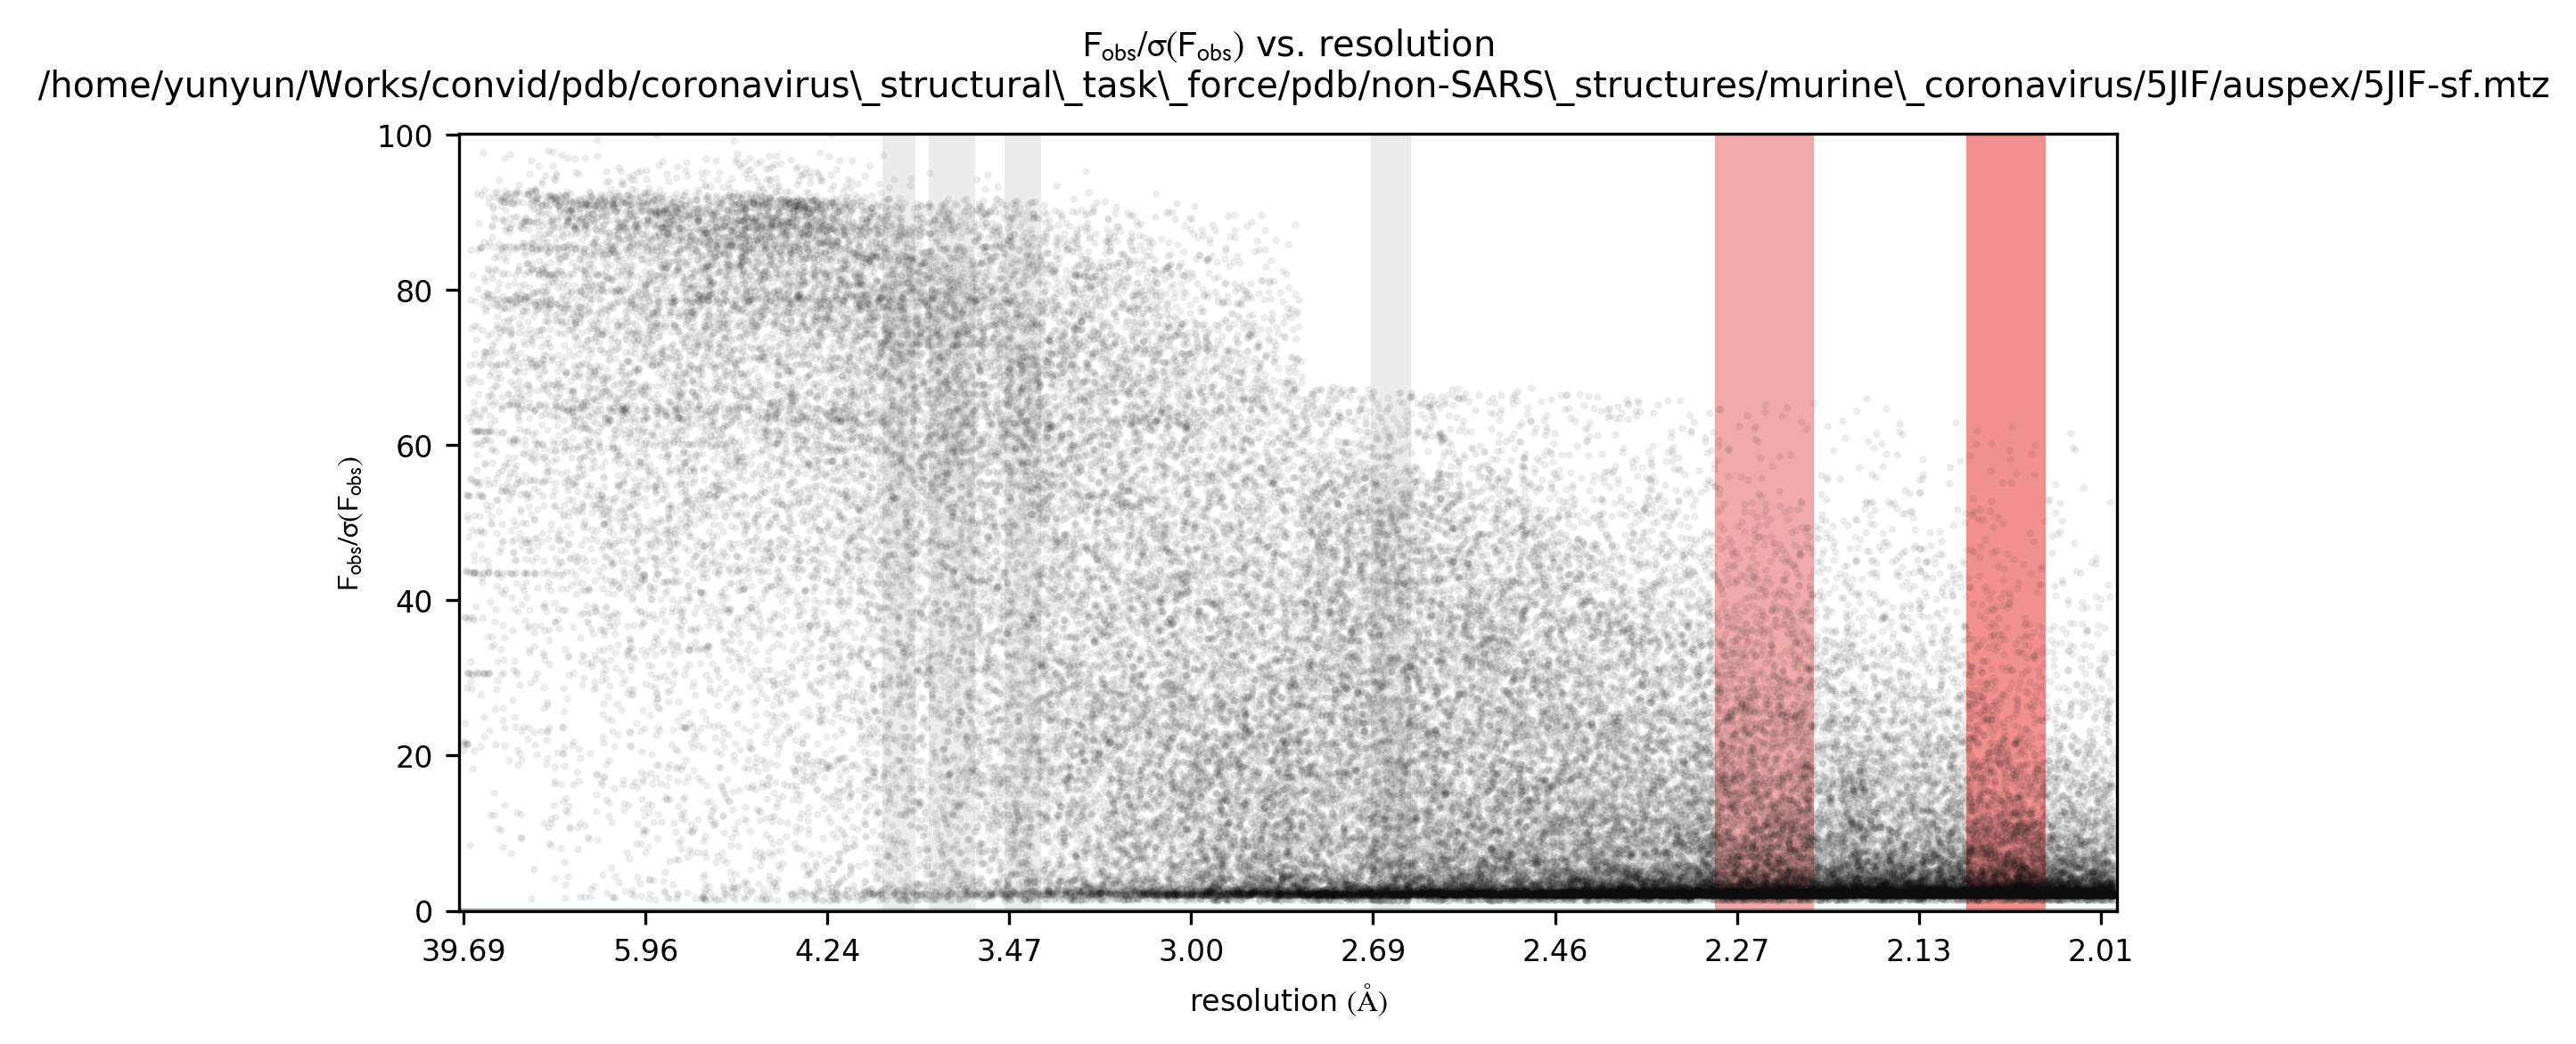 Fobs/σ(Fobs) vs. resolution
/home/yunyun/Works/convid/pdb/coronavirus\_structural\_task\_force/pdb/non-SARS\_structures/murine\_coronavirus/5JIF/auspex/5JIF-sf.mtz
100
80
60
40
20
0
Fobs/σ(Fobs)
39.69 5.96 4.24 3.47 3.00 2.69 2.46 2.27 2.13 2.01
resolution (Å)